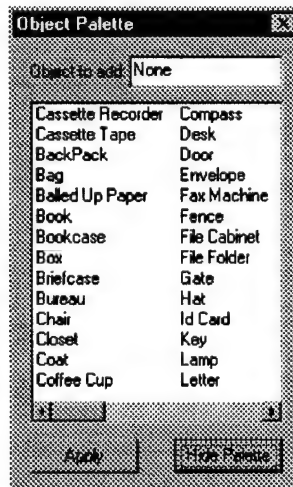 Object Palette
Object to add: None
Cassette Recorder
Cassette Tape
BackPack
Bag
Balled Up Paper
Book
Bookcase
Box
Briefcase
Bureau
Chair
Closet
Coat
Coffee Cup
Compass
Desk
Door
Envelope
Fax Machine
Fence
File Cabinet
File Folder
Gate
Hat
Id Card
Key
Lamp
Letter
Apply
Hide Palette